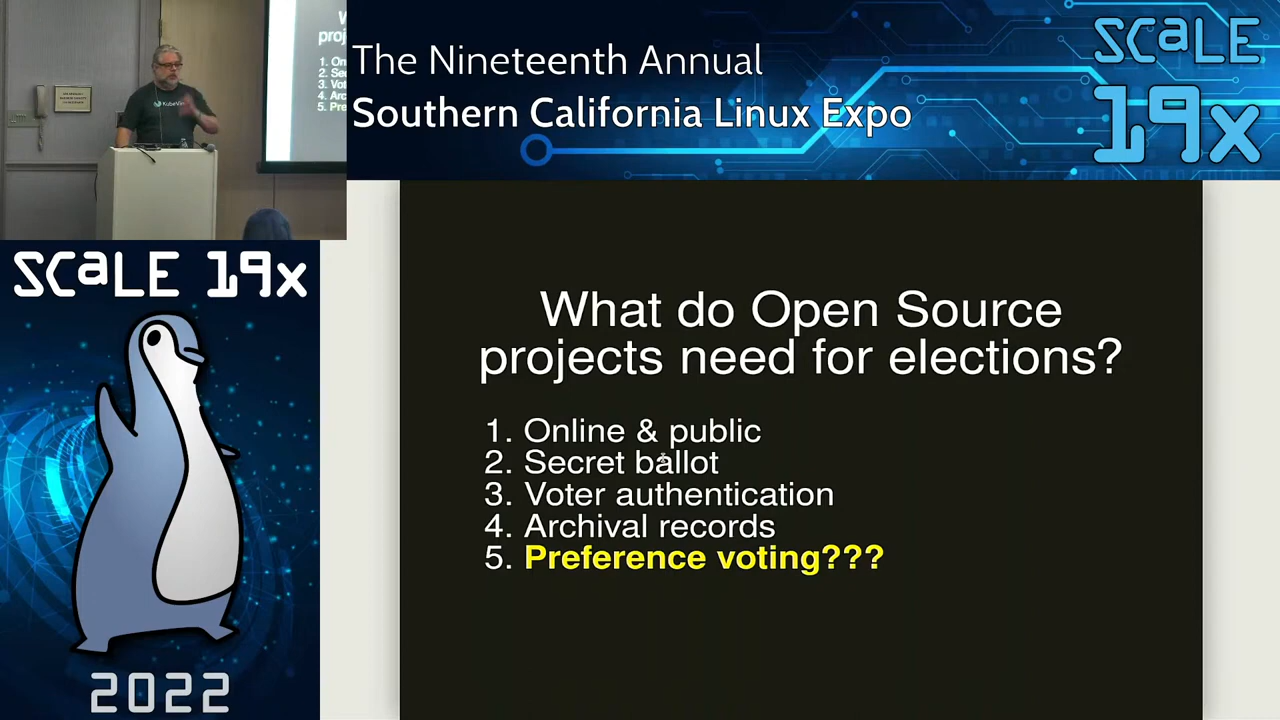 The Nineteenth Annual
Southern California Linux Expo
SCaLE
19x
SCaLE 19x
2022
What do Open Source
projects need for elections?
1. Online & public
2. Secret ballot
3. Voter authentication
4. Archival records
5. Preference voting???